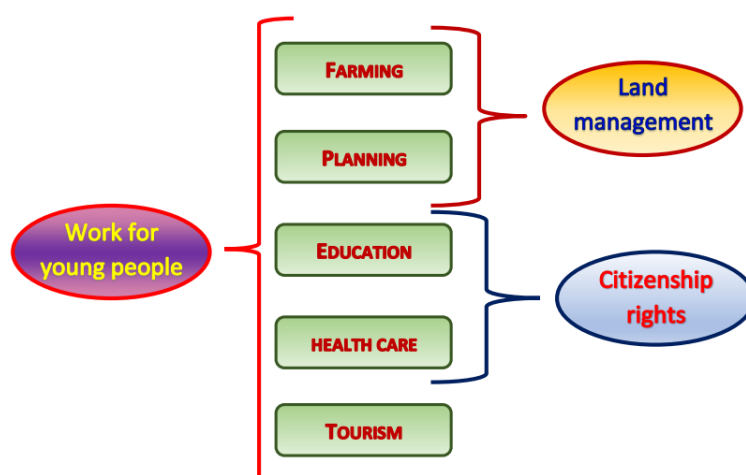 Work for
young people
FARMING
PLANNING
EDUCATION
HEALTH CARE
TOURISM
Land
management
Citizenship
rights